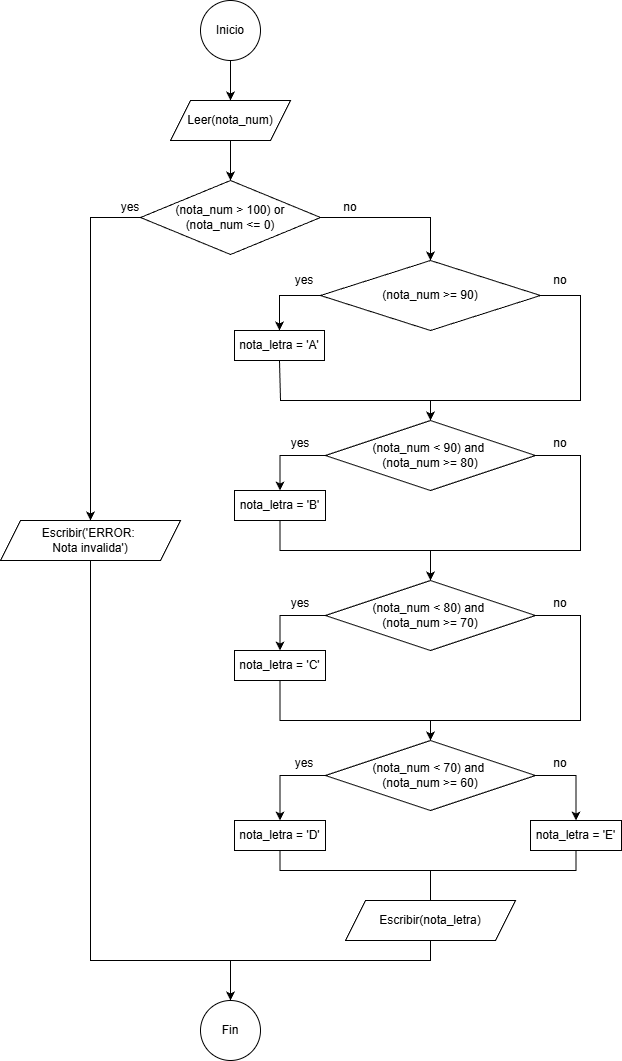 Inicio
Leer(nota_num)
yes
(nota_num > 100) or
(nota_num <= 0)
no
yes
(nota_num >= 90)
no
nota_letra = 'A'
yes
(nota_num < 90) and
(nota_num >= 80)
no
nota_letra = 'B'
Escribir('ERROR:
Nota invalida')
yes
(nota_num < 80) and
(nota_num >= 70)
no
nota_letra = 'C'
yes
(nota_num < 70) and
(nota_num >= 60)
no
nota_letra = 'D'
nota_letra = 'E'
Escribir(nota_letra)
Fin